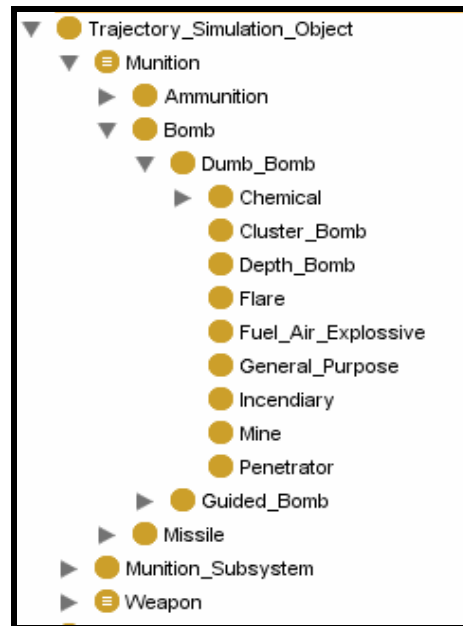 Trajectory_Simulation_Object
Munition
Ammunition
Bomb
Dumb_Bomb
Chemical
Cluster_Bomb
Depth_Bomb
Flare
Fuel_Air_Explossive
General_Purpose
Incendiary
Mine
Penetrator
Guided_Bomb
Missile
Munition_Subsystem
Weapon